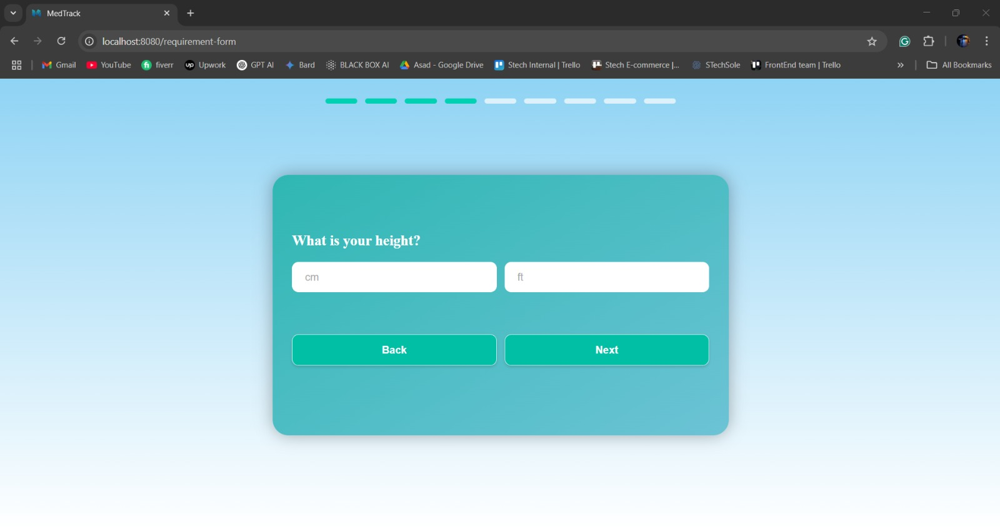 MedTrack
localhost:8080/requirement-form
Gmail YouTube fiverr Upwork GPT AI Bard BLACK BOX AI Asad - Google Drive Stech Internal | Trello Stech E-commerce |... STechSole FrontEnd team | Trello All Bookmarks
What is your height?
cm ft
Back Next